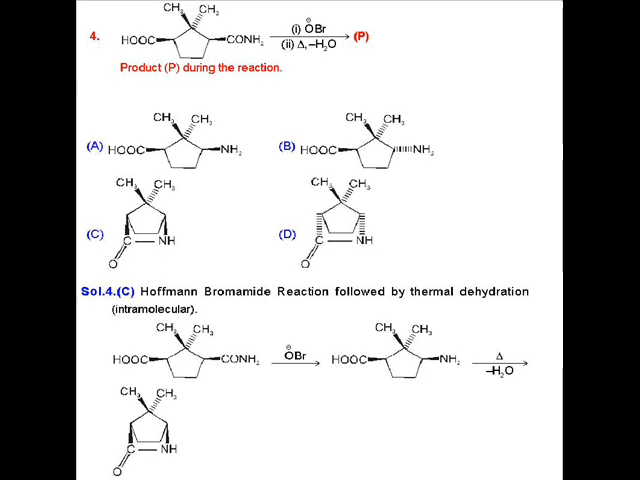 CH₃ CH₃
4. HOOC CONH₂ (i) ⊖OBr (P)
(ii) Δ,–H₂O
Product (P) during the reaction.
CH₃ CH₃ CH₃ CH₃
(A) HOOC NH₂ (B) HOOC NH₂
CH₃ CH₃ CH₃ CH₃
(C) C NH (D) C NH
O O
Sol.4.(C) Hoffmann Bromamide Reaction followed by thermal dehydration
(intramolecular).
CH₃ CH₃ CH₃ CH₃
HOOC CONH₂ ⊖OBr HOOC NH₂ Δ
–H₂O
CH₃ CH₃
C NH
O